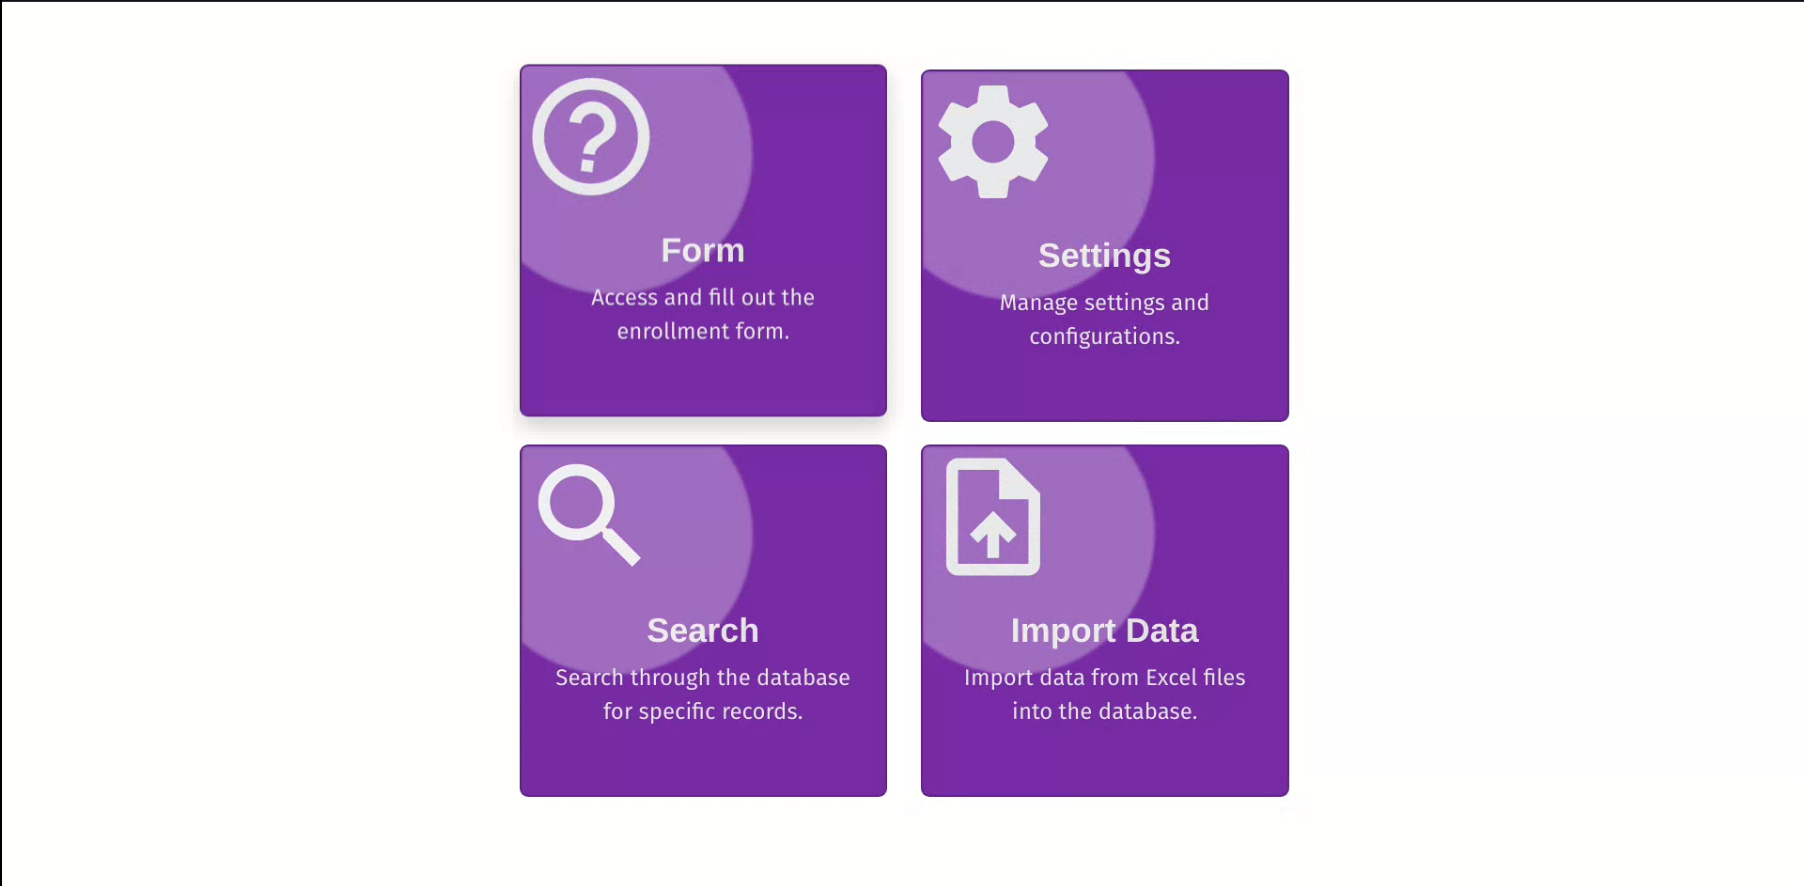 Form
Access and fill out the
enrollment form.
Settings
Manage settings and
configurations.
Search
Search through the database
for specific records.
Import Data
Import data from Excel files
into the database.